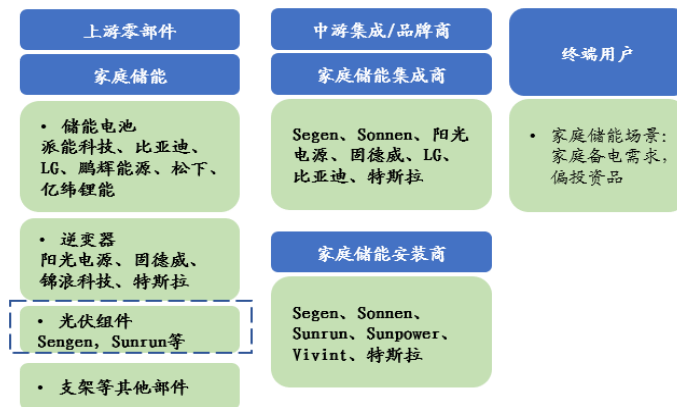 上游零部件
家庭储能
• 储能电池
派能科技、比亚迪、
LG、鹏辉能源、松下、
亿纬锂能
• 逆变器
阳光电源、固德威、
锦浪科技、特斯拉
• 光伏组件
Sengen, Sunrun等
• 支架等其他部件
中游集成/品牌商
家庭储能集成商
Segen、Sonnen、阳光
电源、固德威、LG、
比亚迪、特斯拉
家庭储能安装商
Segen、Sonnen、
Sunrun、Sunpower、
Vivint、特斯拉
终端用户
• 家庭储能场景:
家庭备电需求,
偏投资品